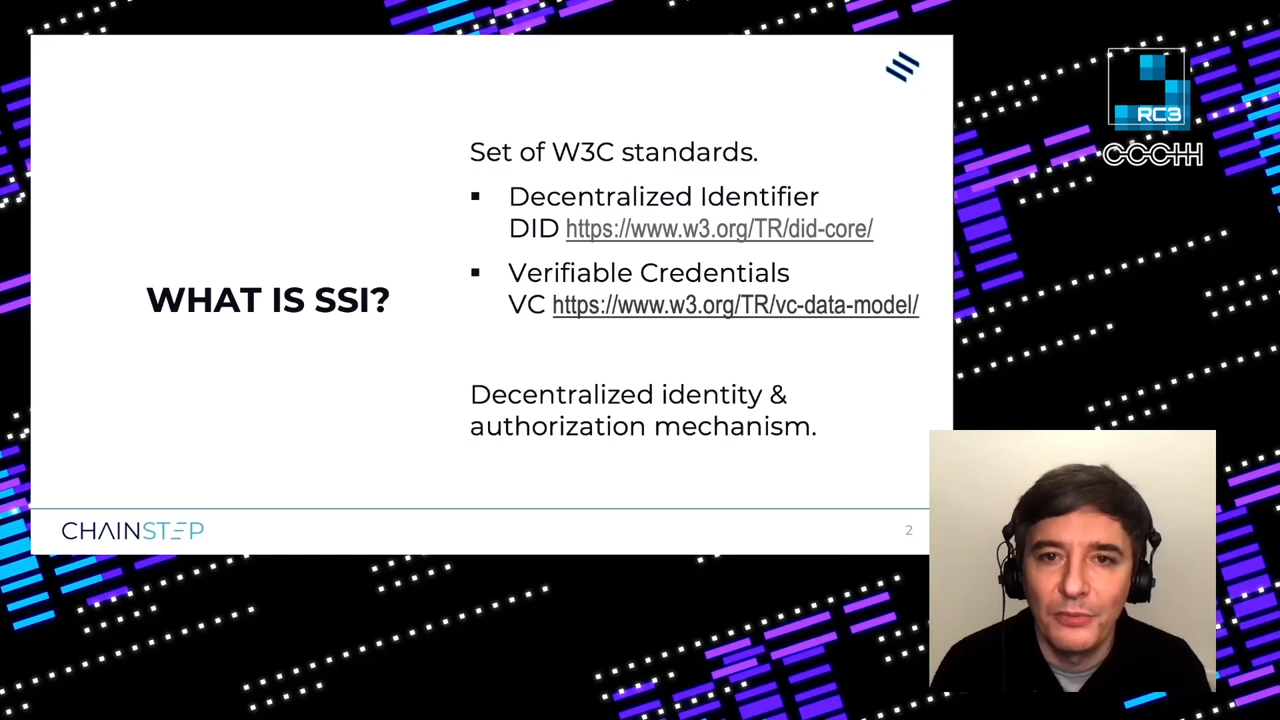 RC3
CCCHH
WHAT IS SSI?
Set of W3C standards.
▪ Decentralized Identifier
DID https://www.w3.org/TR/did-core/
▪ Verifiable Credentials
VC https://www.w3.org/TR/vc-data-model/
Decentralized identity &
authorization mechanism.
CHAINSTEP
2